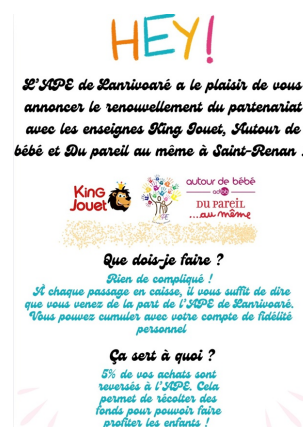 HEY!
L'APE de Lanrivoaré a le plaisir de vous
annoncer le renouvellement du partenariat
avec les enseignes King Jouet, Autour de
bébé et Du pareil au même à Saint-Renan !
KING
JOUET
autour de bébé
DU PAREIL
...au même
Que dois-je faire ?
Rien de compliqué !
À chaque passage en caisse, il vous suffit de dire
que vous venez de la part de l'APE de Lanrivoaré.
Vous pouvez cumuler avec votre compte de fidélité
personnel
Ça sert à quoi ?
5% de vos achats sont
reversés à l'APE. Cela
permet de récolter des
fonds pour pouvoir faire
profiter les enfants !